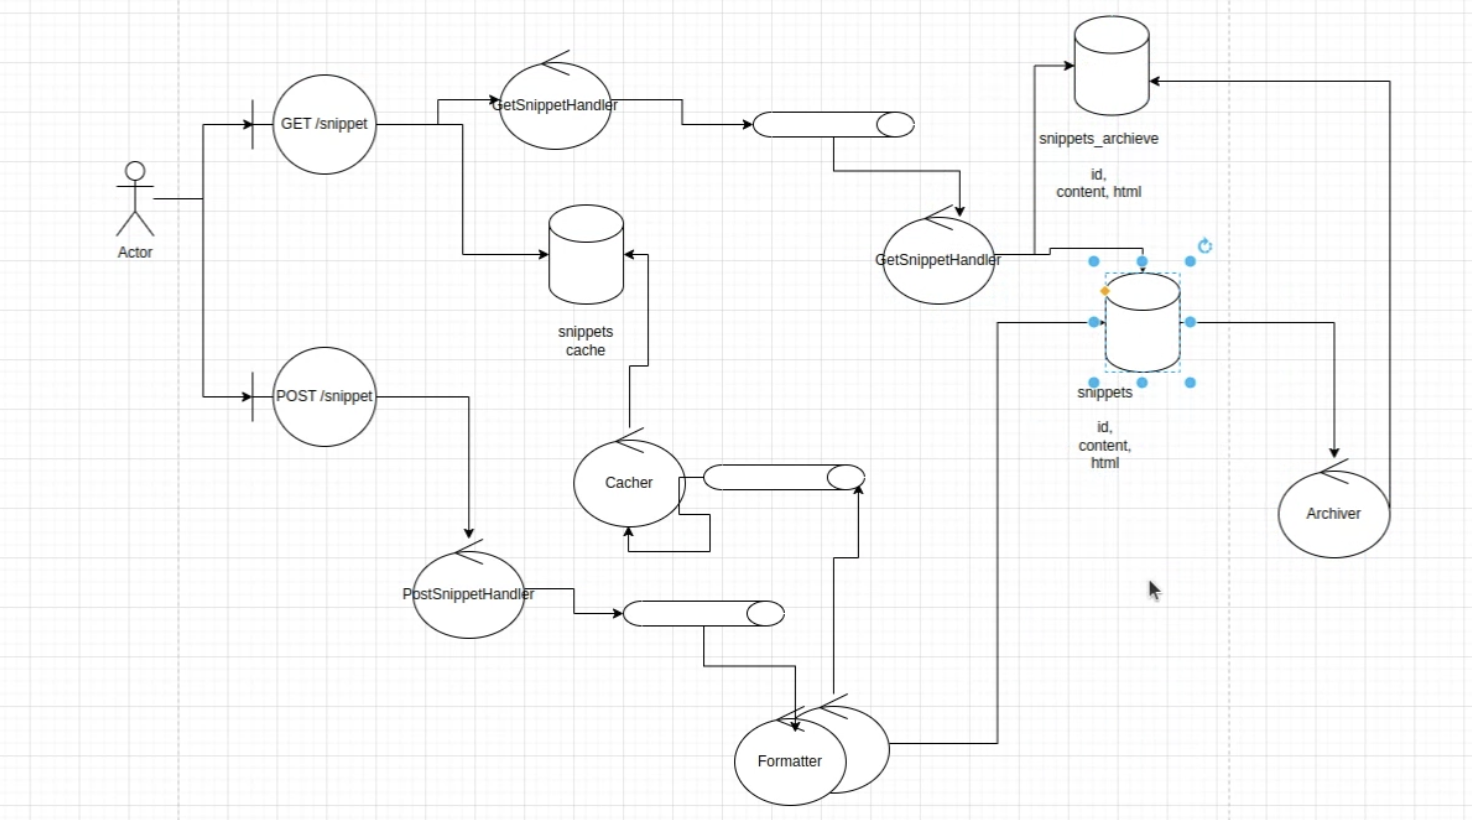 GetSnippetHandler
GET /snippet
snippets_archieve
id,
content, html
Actor
GetSnippetHandler
snippets
cache
POST /snippet
snippets
id,
content,
html
Cacher
Archiver
PostSnippetHandler
Formatter